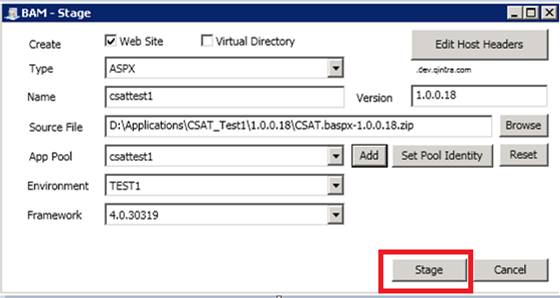 BAM - Stage
Create Web Site Virtual Directory Edit Host Headers
Type ASPX .dev.qintra.com
Name csattest1 Version 1.0.0.18
Source File D:\Applications\CSAT_Test1\1.0.0.18\CSAT.baspx-1.0.0.18.zip Browse
App Pool csattest1 Add Set Pool Identity Reset
Environment TEST1
Framework 4.0.30319
Stage Cancel